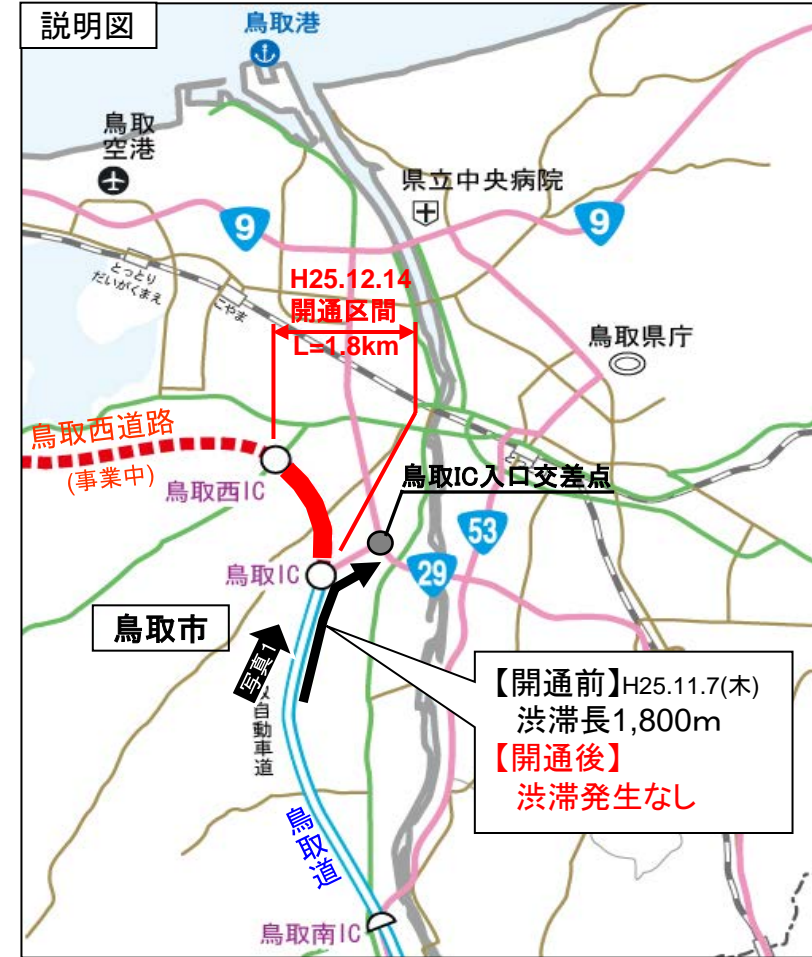 説明図
鳥取港
鳥取
空港
県立中央病院
9
9
とっとり
だいがくまえ
こやま
H25.12.14
開通区間
L=1.8km
鳥取県庁
鳥取西道路
(事業中)
鳥取西IC
鳥取IC入口交差点
53
29
鳥取IC
鳥取市
写真1
自動車道
【開通前】H25.11.7(木)
渋滞長1,800m
【開通後】
渋滞発生なし
鳥取道
鳥取南IC